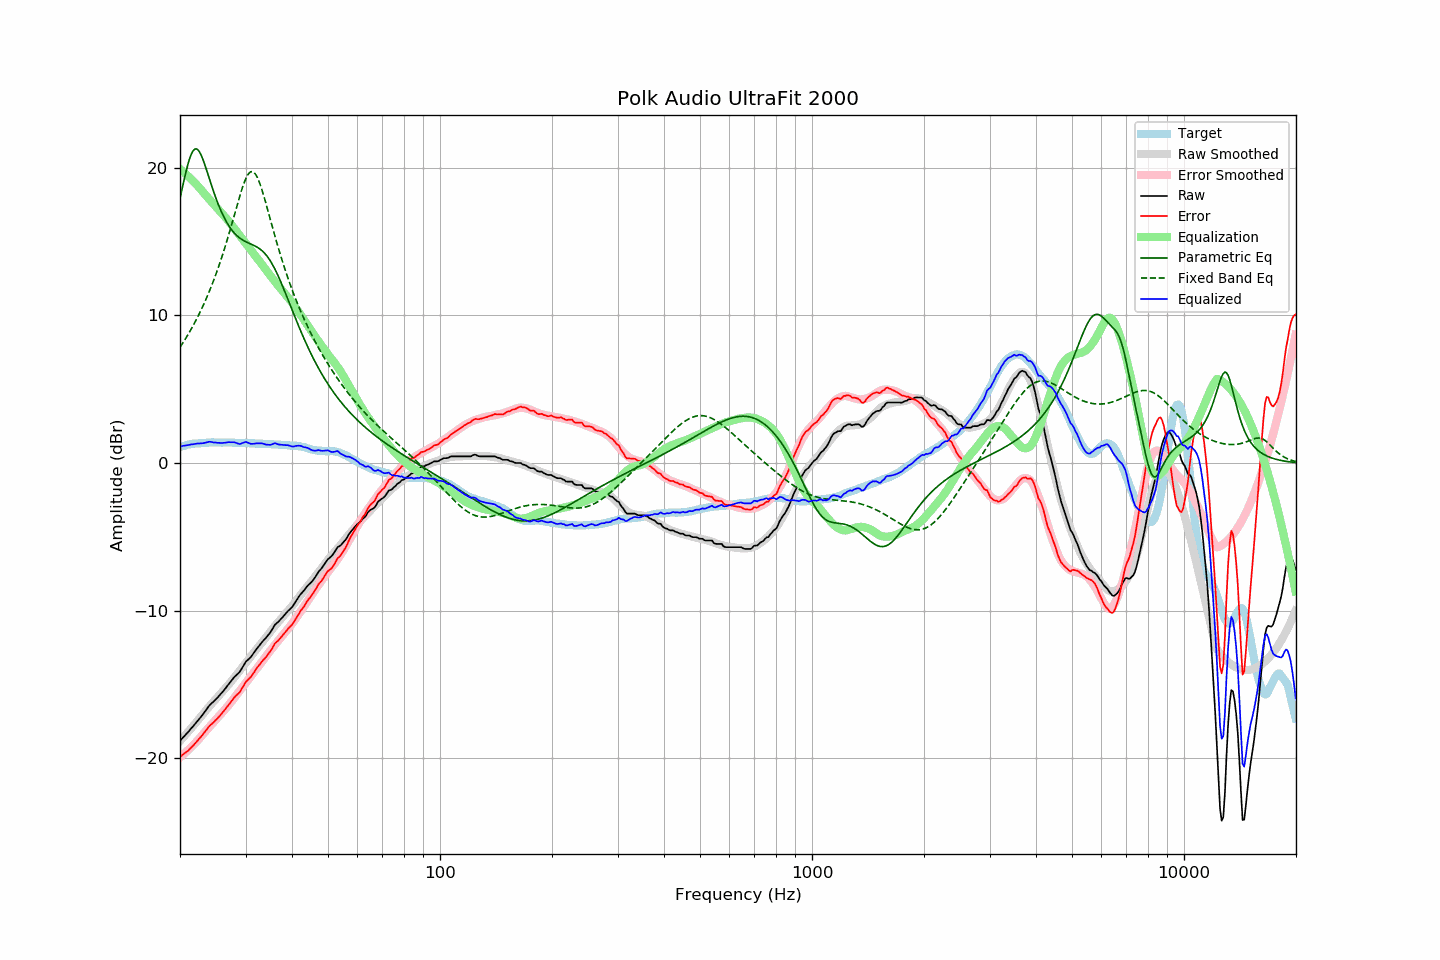 Polk Audio UltraFit 2000
Target
Raw Smoothed
Error Smoothed
Raw
Error
Equalization
Parametric Eq
Fixed Band Eq
Equalized
20
10
0
−10
−20
Amplitude (dBr)
100
1000
10000
Frequency (Hz)